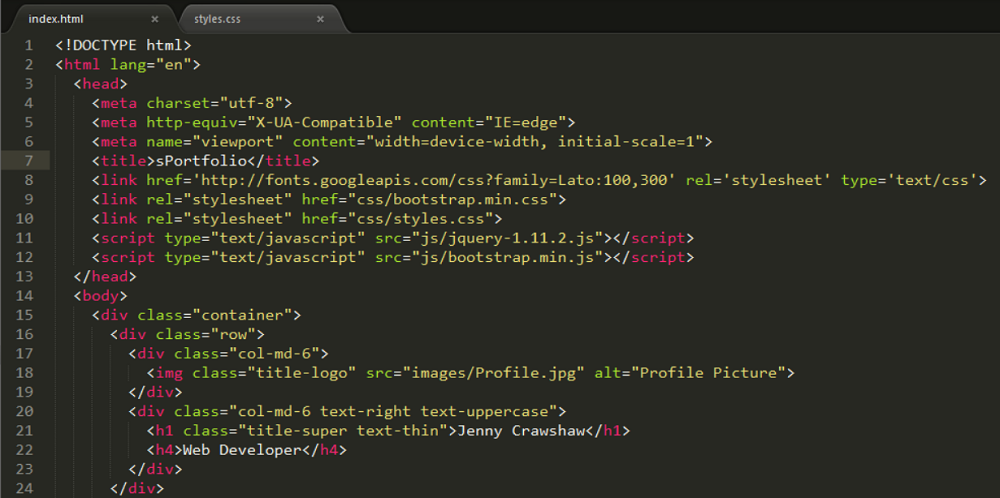 index.html × styles.css ×
1 <!DOCTYPE html>
2 <html lang="en">
3 <head>
4 <meta charset="utf-8">
5 <meta http-equiv="X-UA-Compatible" content="IE=edge">
6 <meta name="viewport" content="width=device-width, initial-scale=1">
7 <title>sPortfolio</title>
8 <link href='http://fonts.googleapis.com/css?family=Lato:100,300' rel='stylesheet' type='text/css'>
9 <link rel="stylesheet" href="css/bootstrap.min.css">
10 <link rel="stylesheet" href="css/styles.css">
11 <script type="text/javascript" src="js/jquery-1.11.2.js"></script>
12 <script type="text/javascript" src="js/bootstrap.min.js"></script>
13 </head>
14 <body>
15 <div class="container">
16 <div class="row">
17 <div class="col-md-6">
18 <img class="title-logo" src="images/Profile.jpg" alt="Profile Picture">
19 </div>
20 <div class="col-md-6 text-right text-uppercase">
21 <h1 class="title-super text-thin">Jenny Crawshaw</h1>
22 <h4>Web Developer</h4>
23 </div>
24 </div>